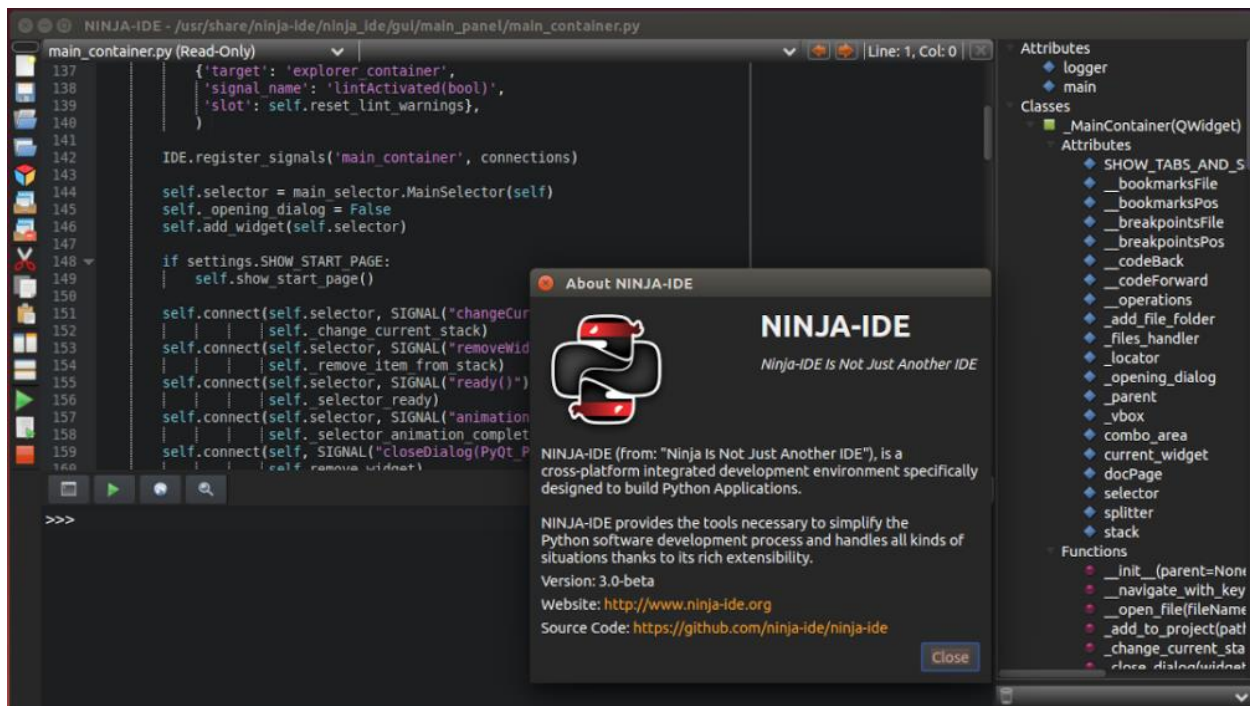 NINJA-IDE - /usr/share/ninja-ide/ninja_ide/gui/main_panel/main_container.py
main_container.py (Read-Only)
Line: 1, Col: 0
137 {'target': 'explorer_container',
138 'signal_name': 'lintActivated(bool)',
139 'slot': self.reset_lint_warnings},
140 )
141
142 IDE.register_signals('main_container', connections)
143
144 self.selector = main_selector.MainSelector(self)
145 self._opening_dialog = False
146 self.add_widget(self.selector)
147
148 if settings.SHOW_START_PAGE:
149 self.show_start_page()
150
151 self.connect(self.selector, SIGNAL("changeCur
152 self._change_current_stack)
153 self.connect(self.selector, SIGNAL("removeWid
154 self._remove_item_from_stack)
155 self.connect(self.selector, SIGNAL("ready()")
156 self._selector_ready)
157 self.connect(self.selector, SIGNAL("animation
158 self._selector_animation_complet
159 self.connect(self, SIGNAL("closeDialog(PyQt_P
160 self.remove_widget)
>>>
About NINJA-IDE
NINJA-IDE
Ninja-IDE Is Not Just Another IDE
NINJA-IDE (from: "Ninja Is Not Just Another IDE"), is a
cross-platform integrated development environment specifically
designed to build Python Applications.
NINJA-IDE provides the tools necessary to simplify the
Python software development process and handles all kinds of
situations thanks to its rich extensibility.
Version: 3.0-beta
Website: http://www.ninja-ide.org
Source Code: https://github.com/ninja-ide/ninja-ide
Close
Attributes
logger
main
Classes
_MainContainer(QWidget)
Attributes
SHOW_TABS_AND_S
__bookmarksFile
__bookmarksPos
__breakpointsFile
__breakpointsPos
__codeBack
__codeForward
__operations
_add_file_folder
_files_handler
_locator
_opening_dialog
_parent
_vbox
combo_area
current_widget
docPage
selector
splitter
stack
Functions
__init__(parent=None
__navigate_with_key
__open_file(fileName
_add_to_project(path
_change_current_sta
_close_dialog(widget